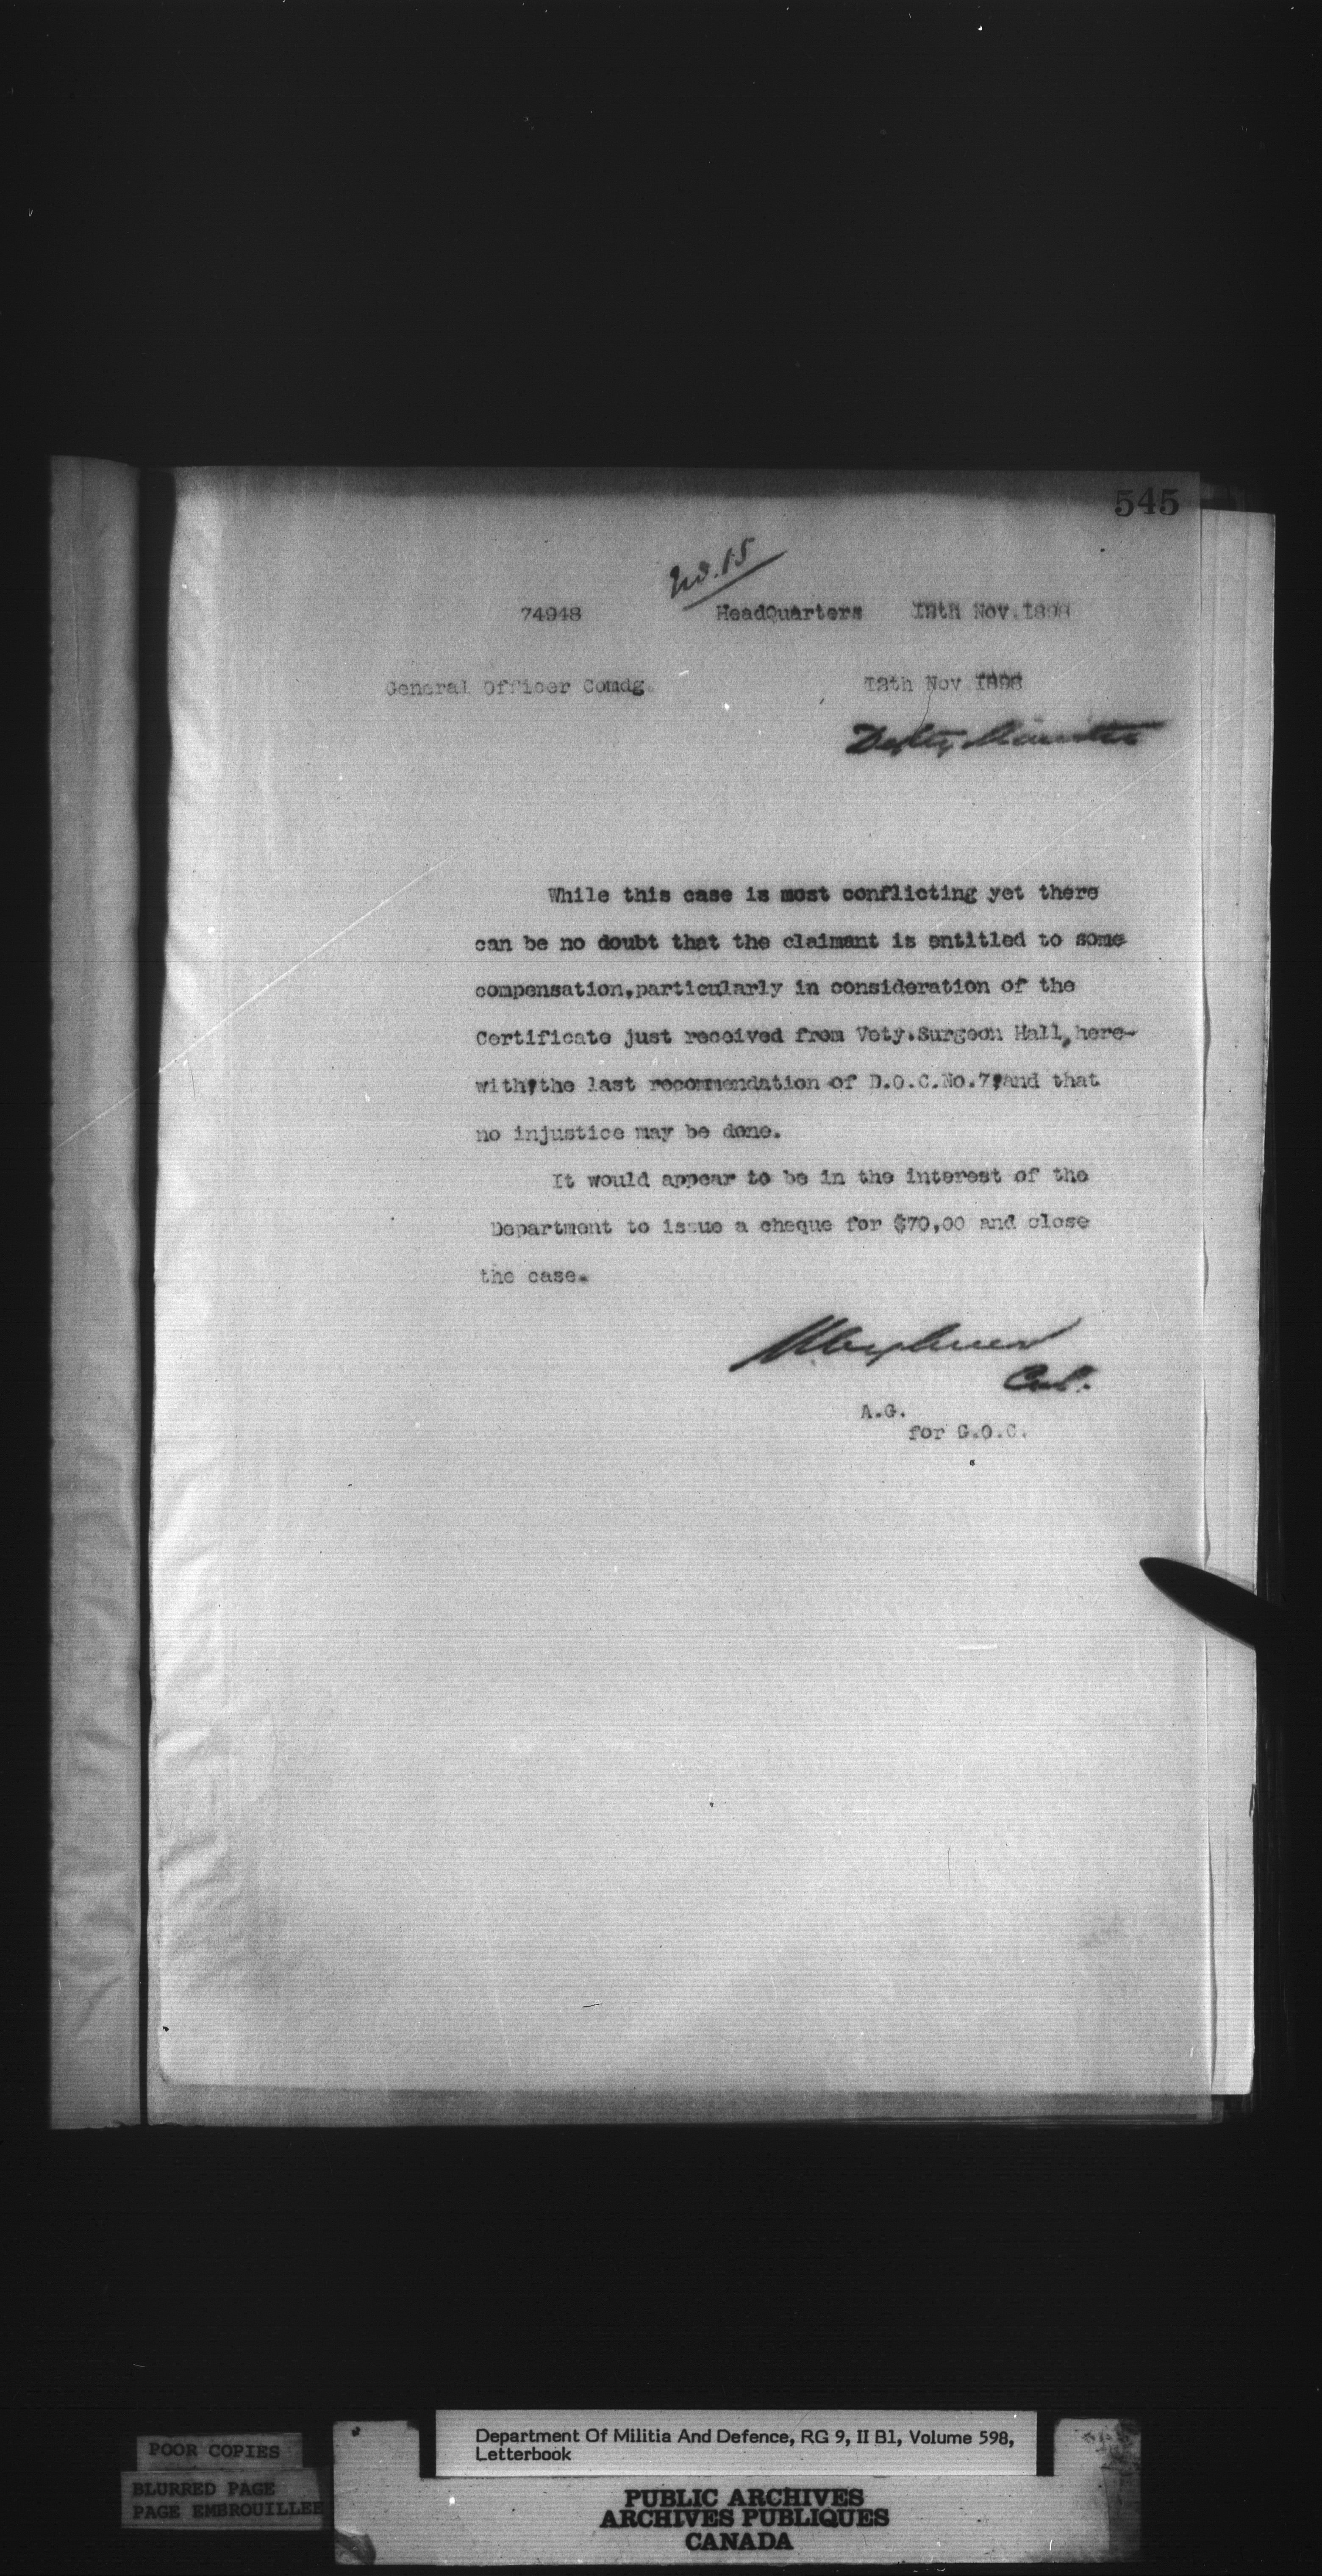 545
No. 15
74948 HeadQuarters 18th Nov. 1898
General Officer Comdg. 18th Nov 1898
Depty Minister
While this case is most conflicting yet there
can be no doubt that the claimant is entitled to some
compensation,particularly in consideration of the
Certificate just received from Vety.Surgeon Hall,here-
with,the last recommendation of D.O.C.No.7,and that
no injustice may be done.
It would appear to be in the interest of the
Department to issue a cheque for $70,00 and close
the case.
Col.
A.G.
for G.O.C.
POOR COPIES
BLURRED PAGE
PAGE EMBROUILLEE
Department Of Militia And Defence, RG 9, II B1, Volume 598,
Letterbook
PUBLIC ARCHIVES
ARCHIVES PUBLIQUES
CANADA